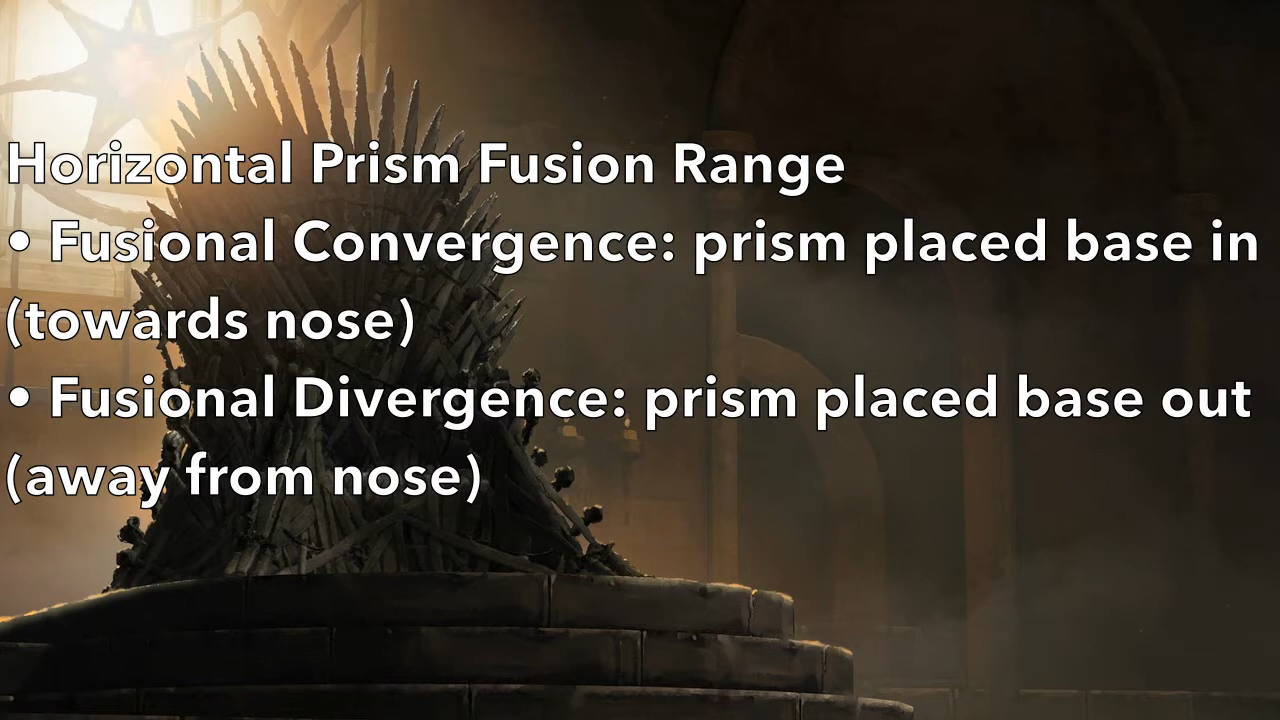 Horizontal Prism Fusion Range
• Fusional Convergence: prism placed base in
(towards nose)
• Fusional Divergence: prism placed base out
(away from nose)